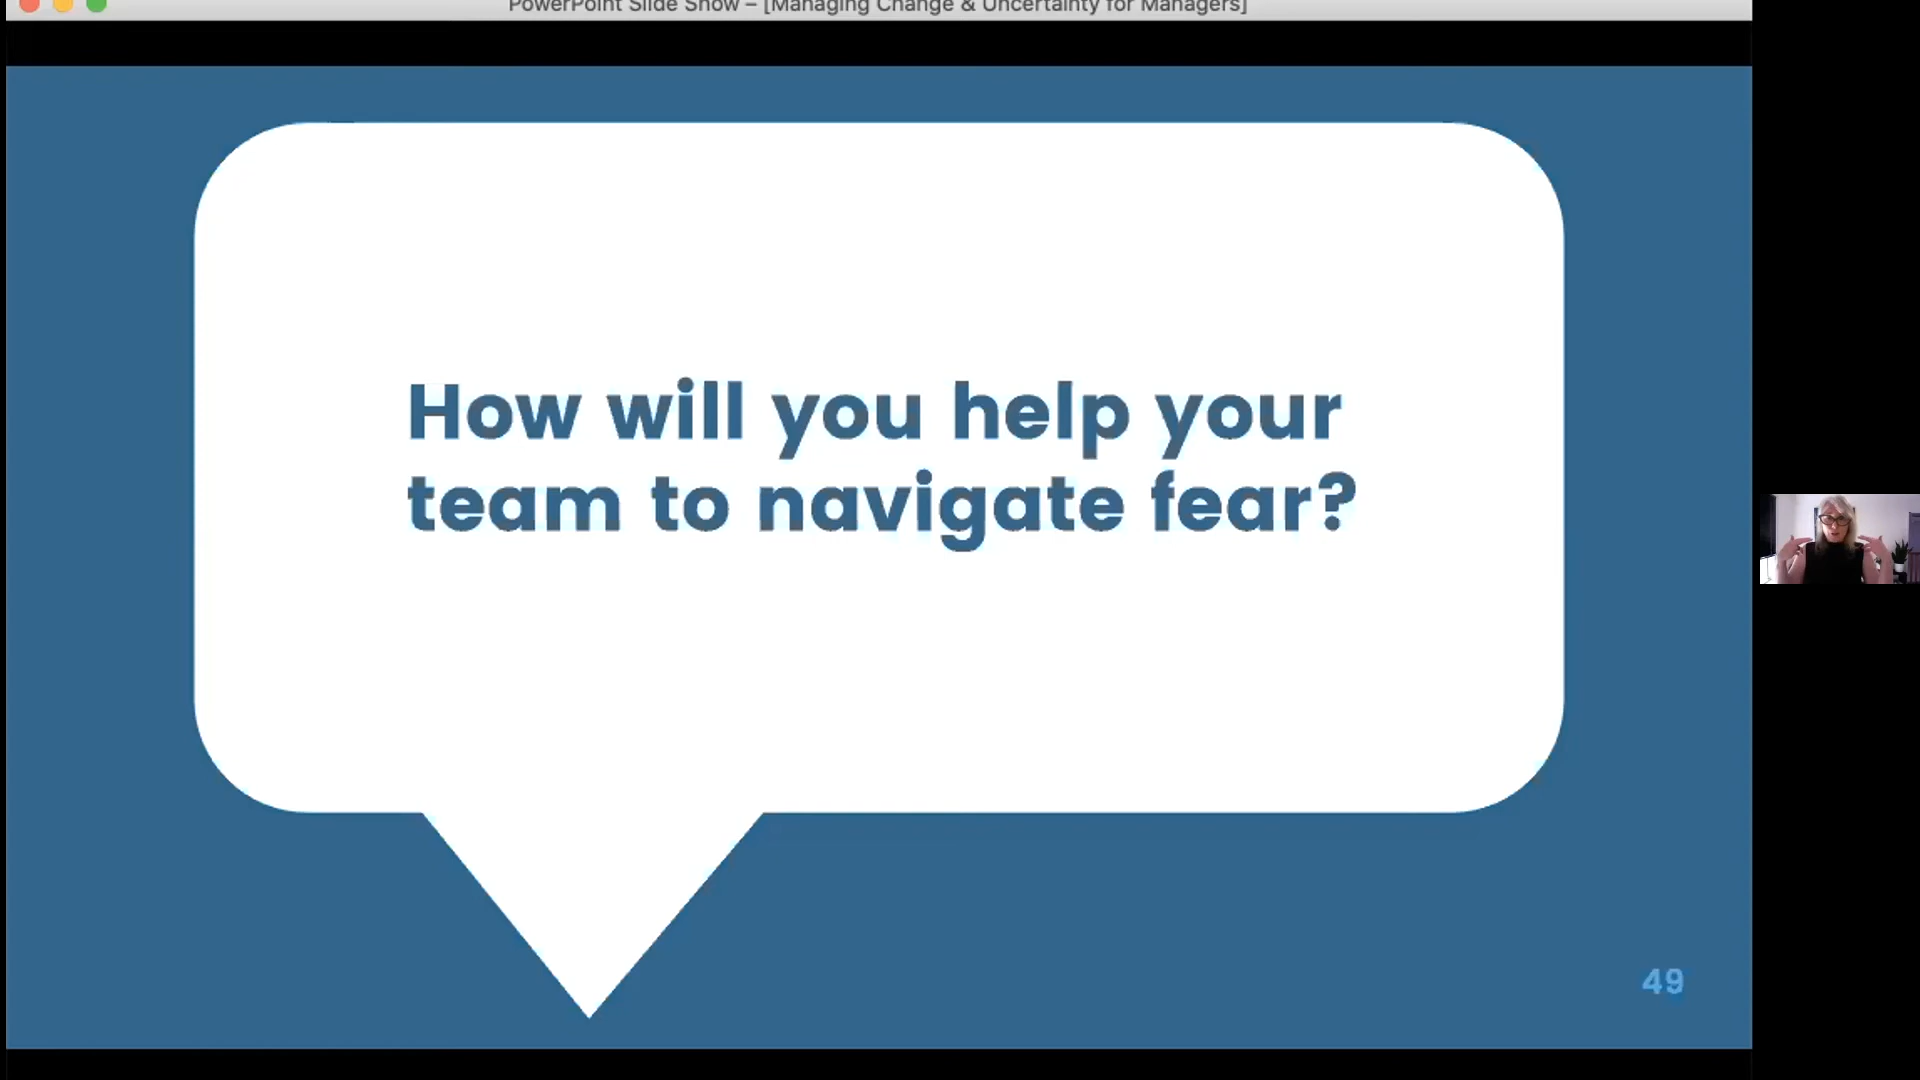 PowerPoint Slide Show – [Managing Change & Uncertainty for Managers]
How will you help your
team to navigate fear?
49